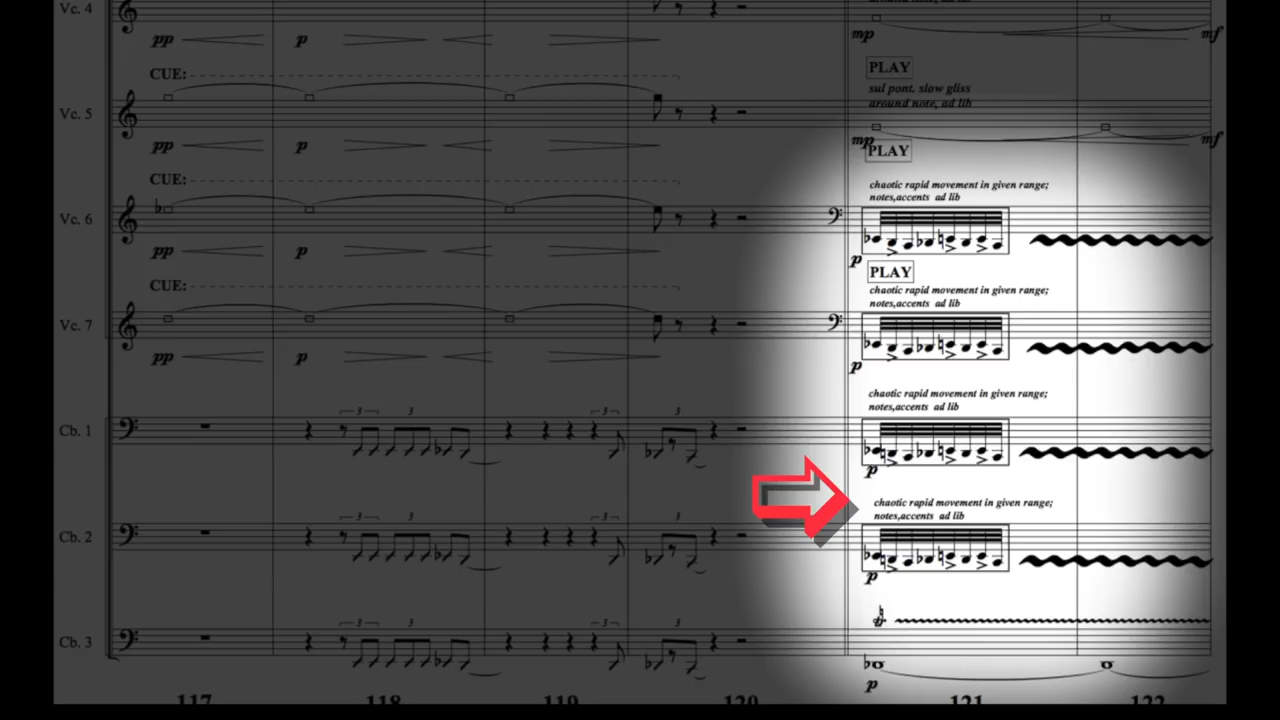 around note, ad lib
Vc. 4
pp
p
mp
mf
PLAY
CUE:
sul pont. slow gliss
around note, ad lib
Vc. 5
pp
p
mp
mf
PLAY
CUE:
chaotic rapid movement in given range;
notes,accents ad lib
Vc. 6
pp
p
p
PLAY
CUE:
chaotic rapid movement in given range;
notes,accents ad lib
Vc. 7
pp
p
p
chaotic rapid movement in given range;
notes,accents ad lib
3 3 3 3
Cb. 1
p
chaotic rapid movement in given range;
notes,accents ad lib
3 3 3 3
Cb. 2
p
3 3 3 3
Cb. 3
p
117 118 119 120 121 122